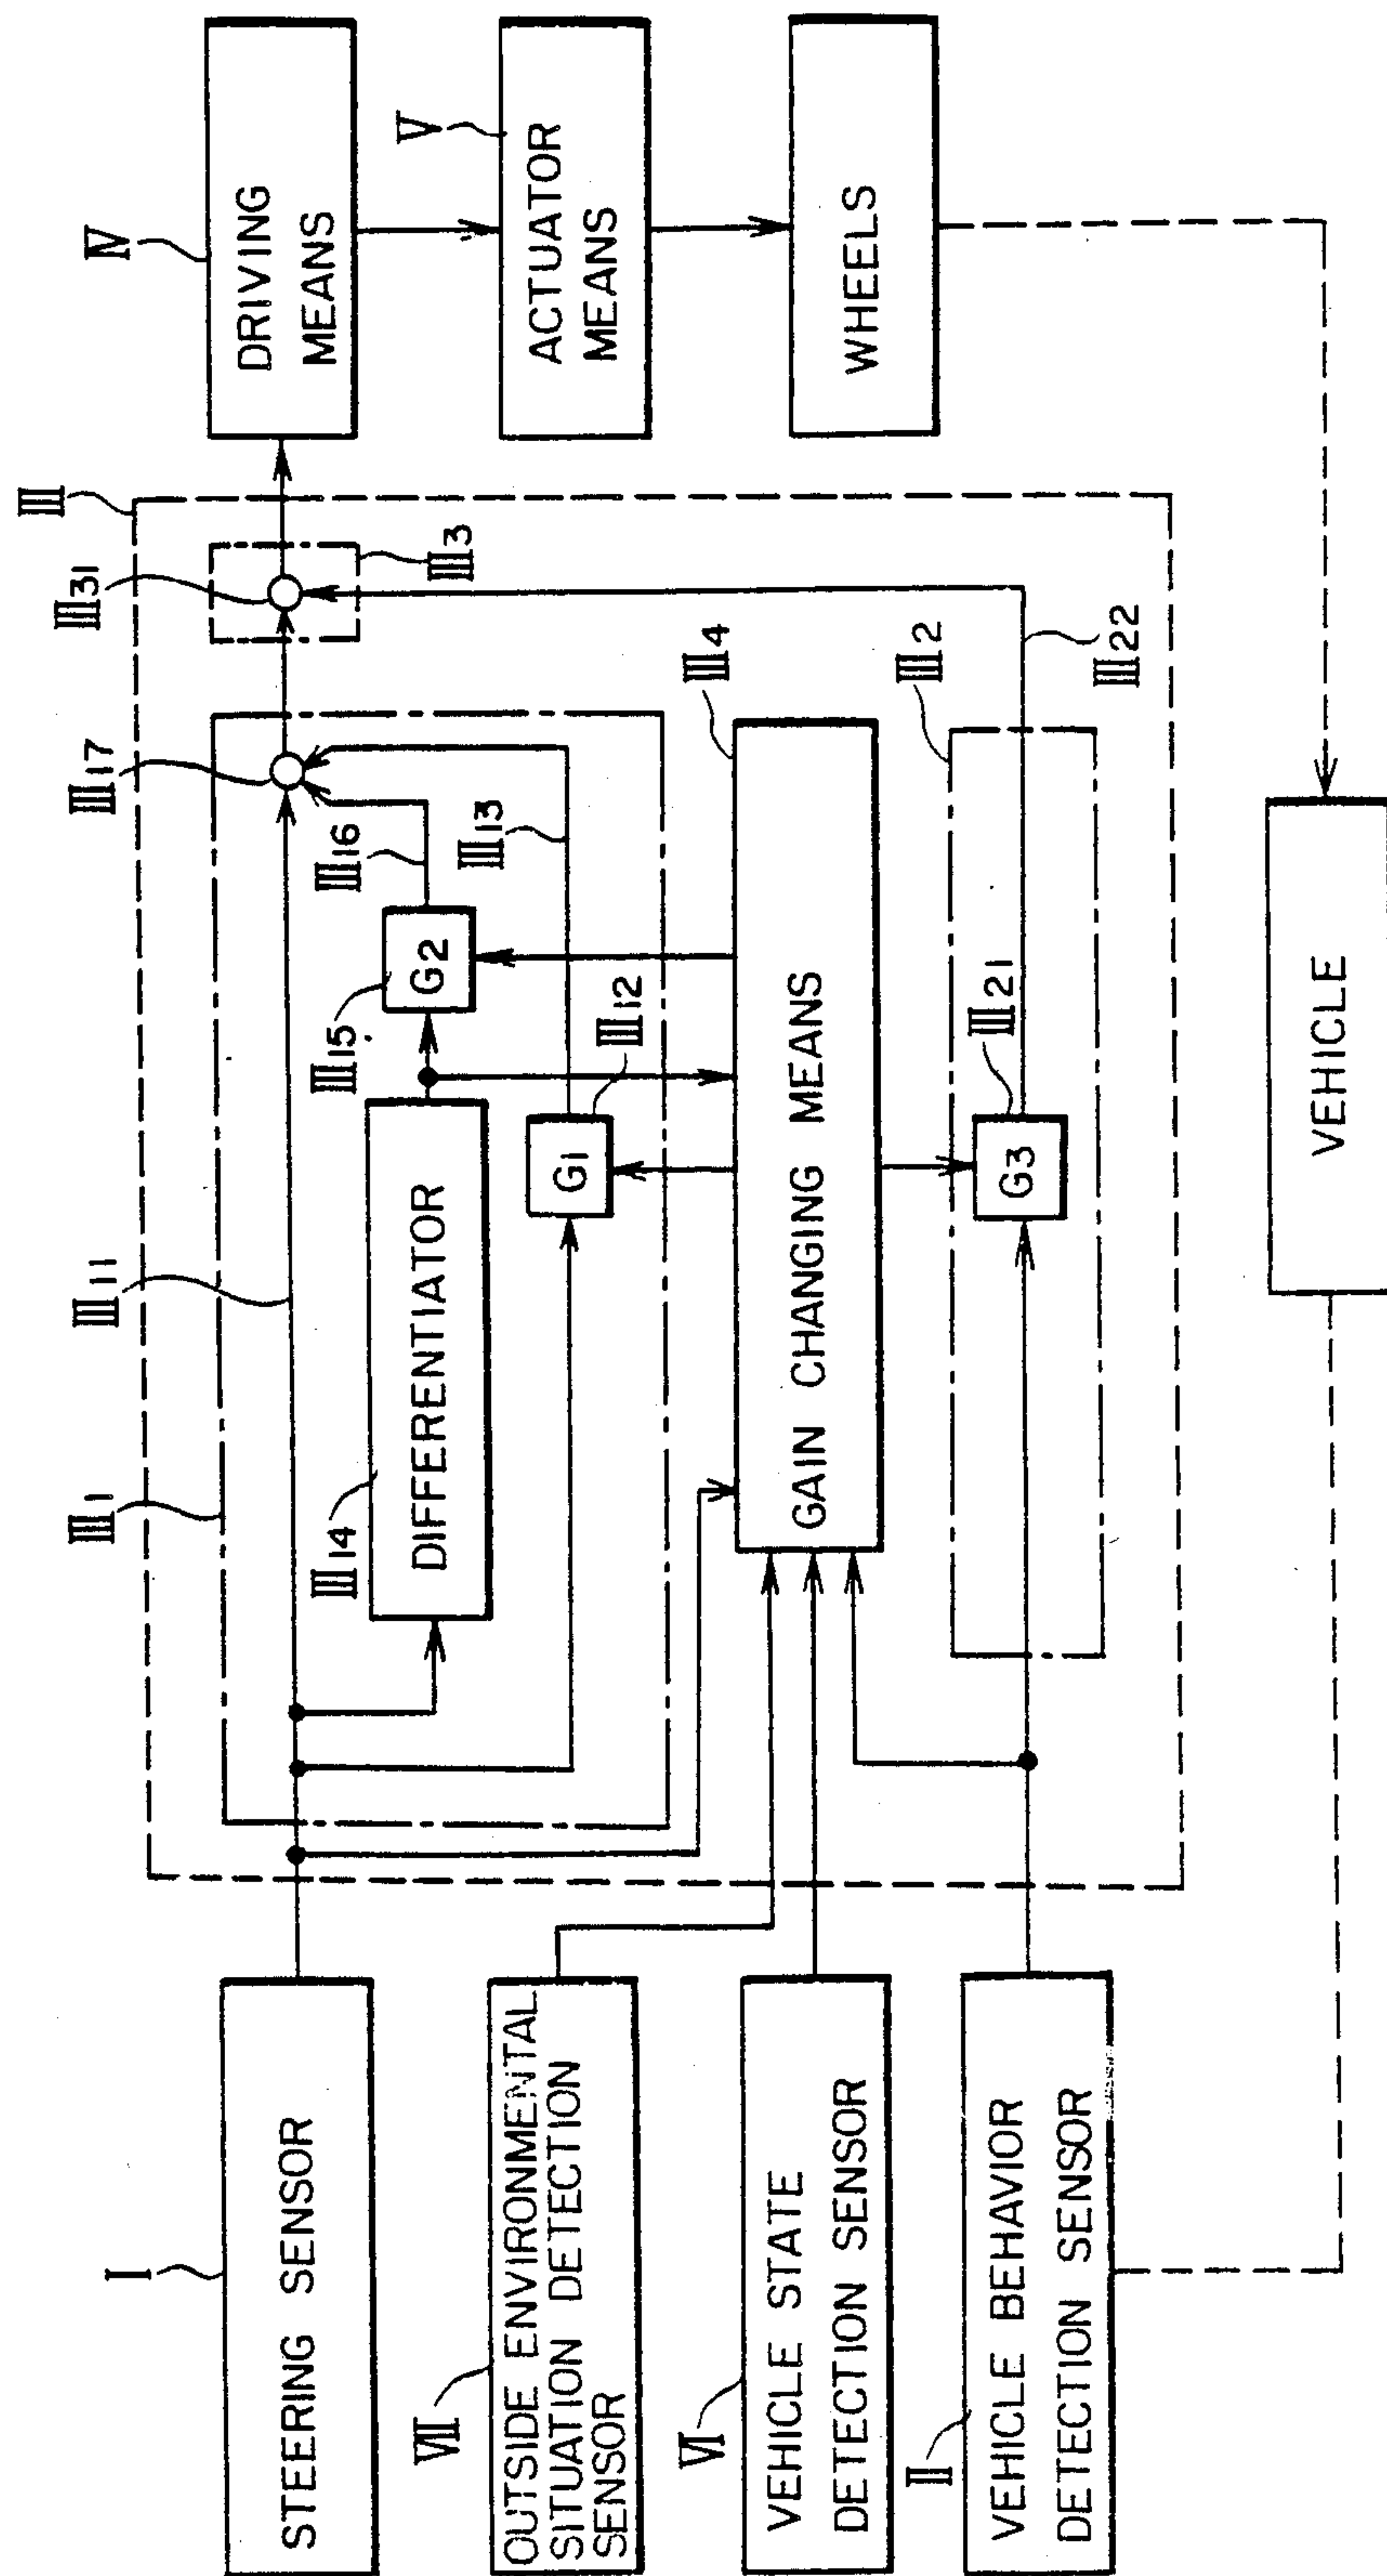 I
STEERING SENSOR
VII
OUTSIDE ENVIRONMENTAL
SITUATION DETECTION
SENSOR
VI
VEHICLE STATE
DETECTION SENSOR
II
VEHICLE BEHAVIOR
DETECTION SENSOR
III
III1
III11
III14
DIFFERENTIATOR
III15
G2
III16
III17
G1
III12
III13
GAIN CHANGING MEANS
III4
III2
G3
III21
III22
III31
III3
IV
DRIVING
MEANS
V
ACTUATOR
MEANS
WHEELS
VEHICLE